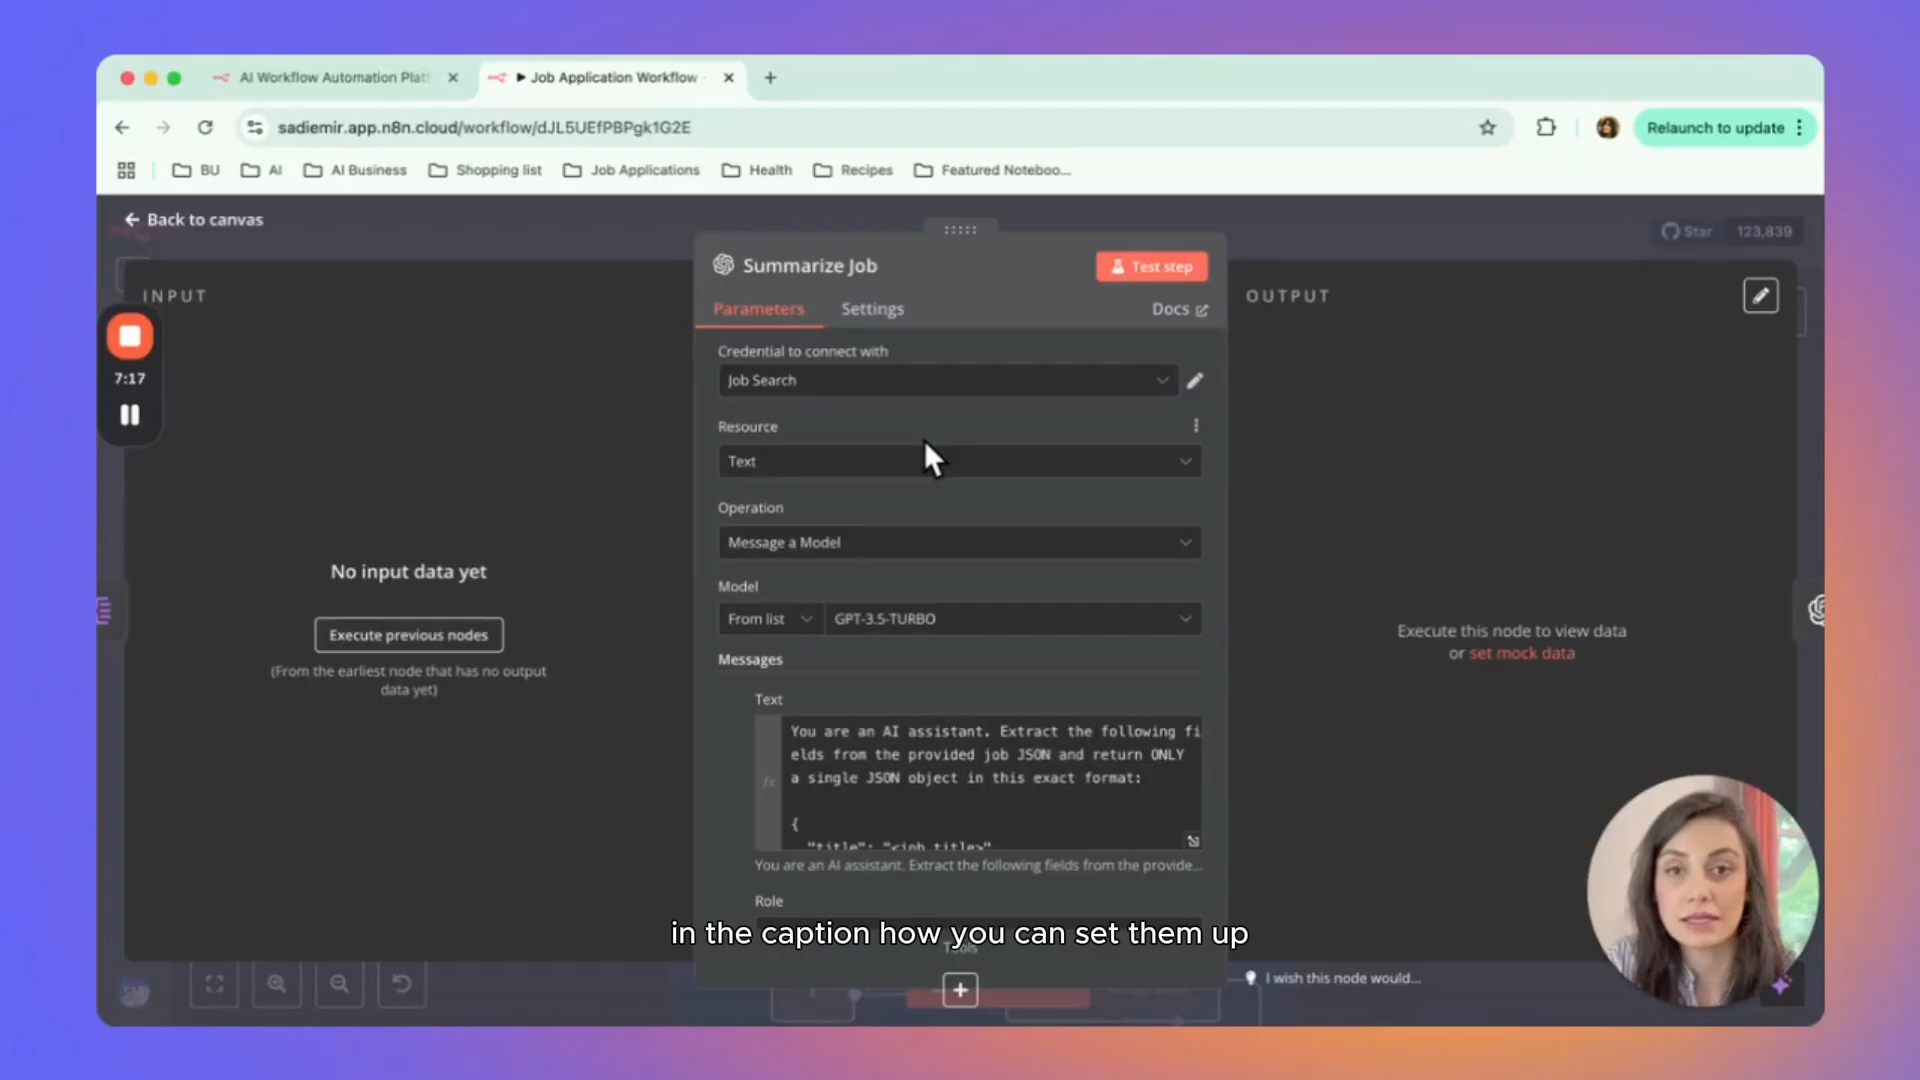 AI Workflow Automation Plat
Job Application Workflow -
sadiemir.app.n8n.cloud/workflow/dJL5UEfPBPgk1G2E
Relaunch to update
BU
AI
AI Business
Shopping list
Job Applications
Health
Recipes
Featured Noteboo...
Back to canvas
Star 123,839
INPUT
7:17
No input data yet
Execute previous nodes
(From the earliest node that has no output
data yet)
Summarize Job
Test step
Parameters
Settings
Docs
Credential to connect with
Job Search
Resource
Text
Operation
Message a Model
Model
From list
GPT-3.5-TURBO
Messages
Text
fx
You are an AI assistant. Extract the following fi
elds from the provided job JSON and return ONLY
a single JSON object in this exact format:
{
"title": "<job title>"
You are an AI assistant. Extract the following fields from the provide...
Role
in the caption how you can set them up
Tools
OUTPUT
Execute this node to view data
or set mock data
I wish this node would...